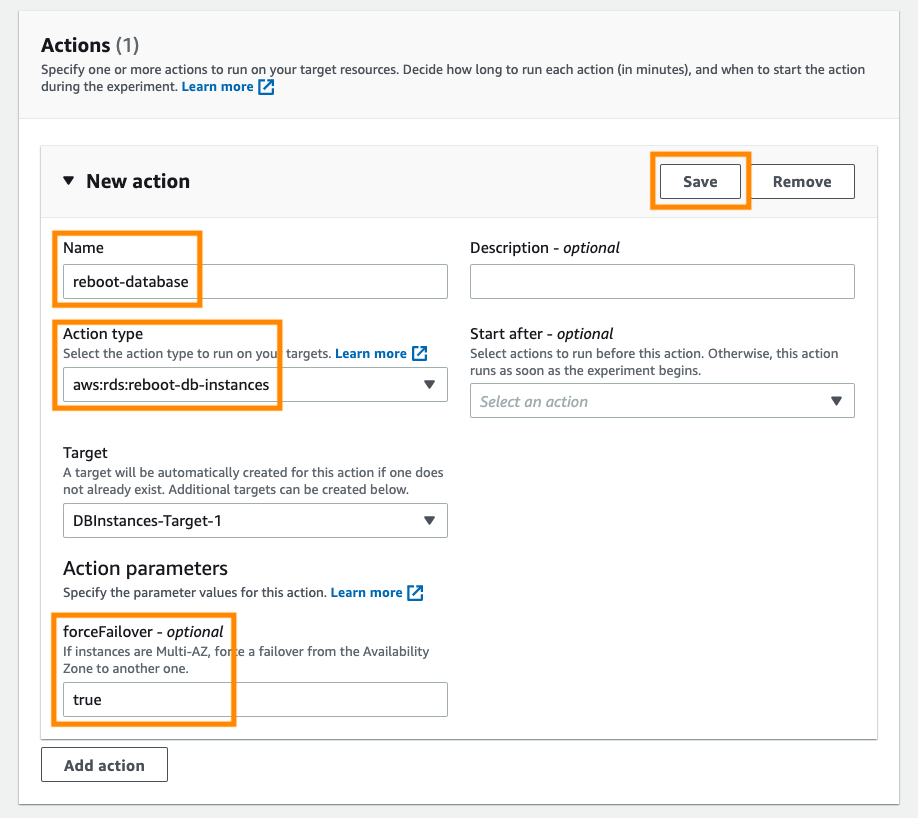 Actions (1)
Specify one or more actions to run on your target resources. Decide how long to run each action (in minutes), and when to start the action
during the experiment. Learn more
New action
Save
Remove
Name
reboot-database
Description - optional
Action type
Select the action type to run on your targets. Learn more
aws:rds:reboot-db-instances
Start after - optional
Select actions to run before this action. Otherwise, this action
runs as soon as the experiment begins.
Select an action
Target
A target will be automatically created for this action if one does
not already exist. Additional targets can be created below.
DBInstances-Target-1
Action parameters
Specify the parameter values for this action. Learn more
forceFailover - optional
If instances are Multi-AZ, force a failover from the Availability
Zone to another one.
true
Add action